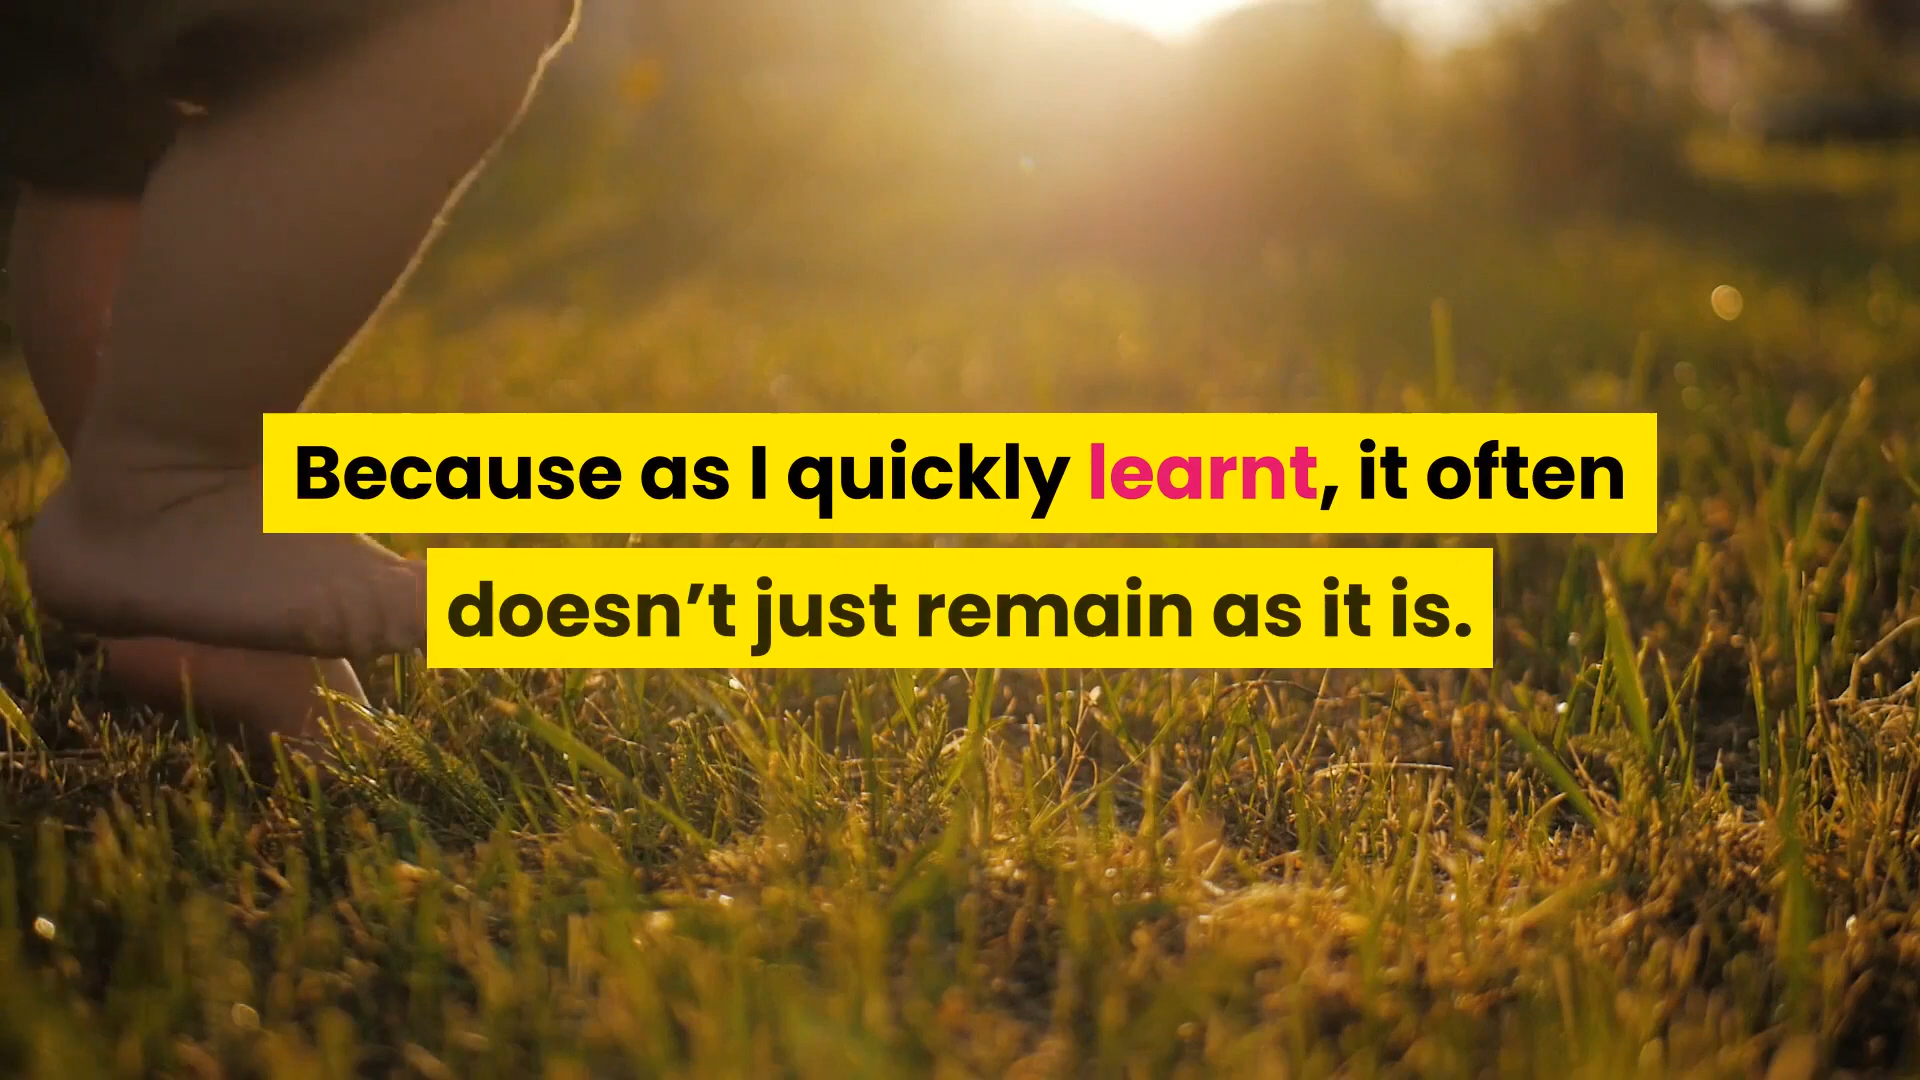 Because as I quickly learnt, it often
doesn’t just remain as it is.